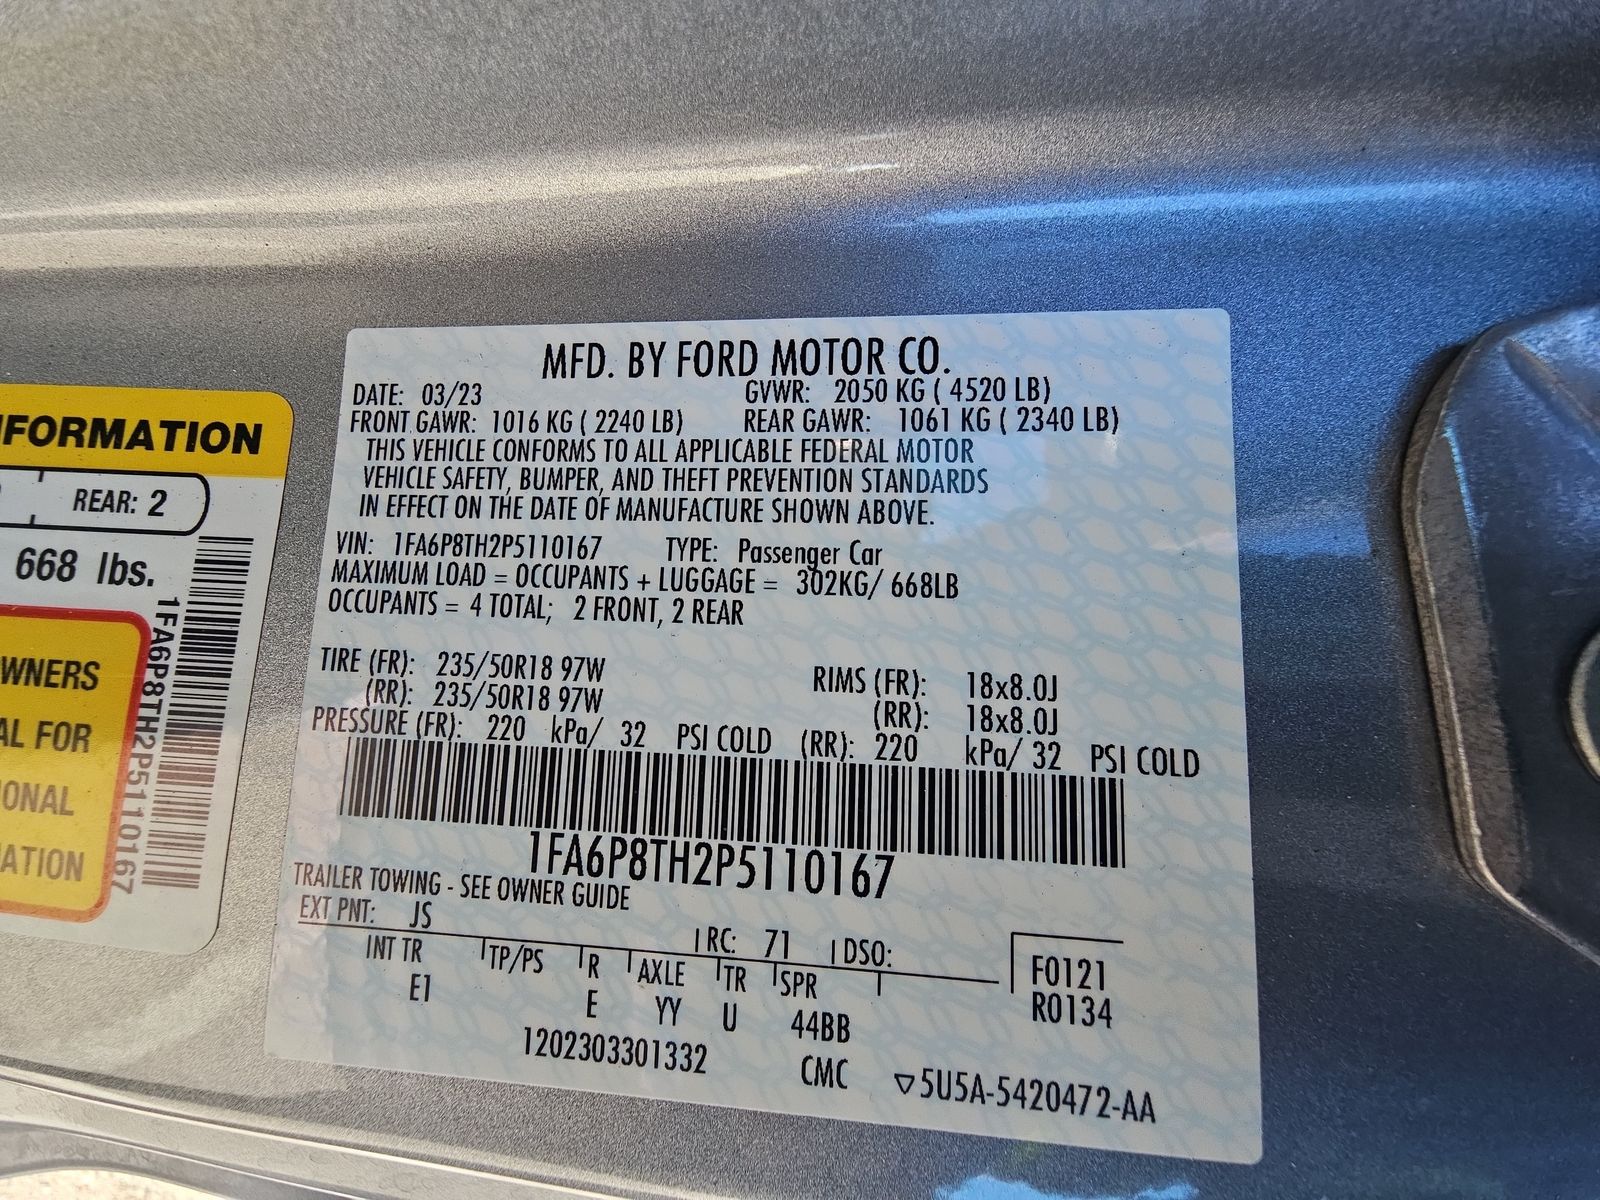 MFD. BY FORD MOTOR CO.
DATE: 03/23 GVWR: 2050 KG ( 4520 LB)
FRONT GAWR: 1016 KG ( 2240 LB) REAR GAWR: 1061 KG ( 2340 LB)
THIS VEHICLE CONFORMS TO ALL APPLICABLE FEDERAL MOTOR
VEHICLE SAFETY, BUMPER, AND THEFT PREVENTION STANDARDS
IN EFFECT ON THE DATE OF MANUFACTURE SHOWN ABOVE.
VIN: 1FA6P8TH2P5110167 TYPE: Passenger Car
MAXIMUM LOAD = OCCUPANTS + LUGGAGE = 302KG/ 668LB
OCCUPANTS = 4 TOTAL; 2 FRONT, 2 REAR
TIRE (FR): 235/50R18 97W RIMS (FR): 18x8.0J
(RR): 235/50R18 97W (RR): 18x8.0J
PRESSURE (FR): 220 kPa/ 32 PSI COLD (RR): 220 kPa/ 32 PSI COLD
1FA6P8TH2P5110167
TRAILER TOWING - SEE OWNER GUIDE
EXT PNT: JS RC: 71 DSO:
INT TR TP/PS R AXLE TR SPR F0121
E1 E YY U 44BB R0134
1202303301332 CMC ▽5U5A-5420472-AA
REAR: 2
668 lbs.
1FA6P8TH2P5110167
FOR